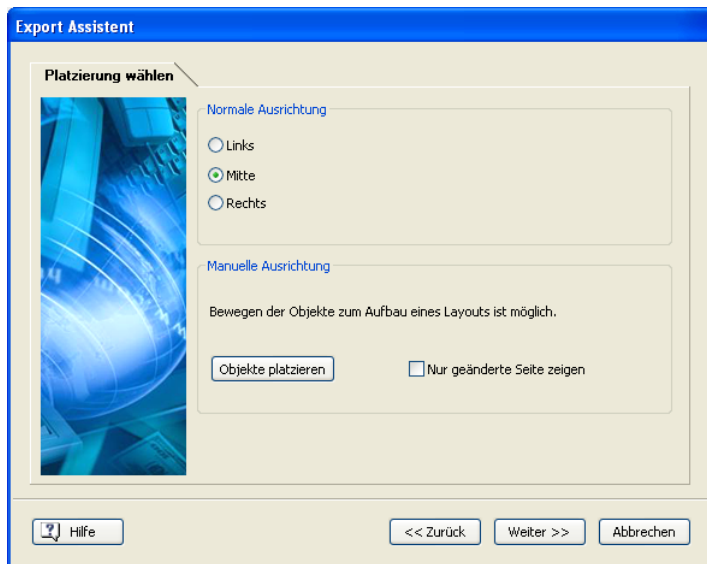 Export Assistent
Platzierung wählen
Normale Ausrichtung
Links
Mitte
Rechts
Manuelle Ausrichtung
Bewegen der Objekte zum Aufbau eines Layouts ist möglich.
Objekte platzieren
Nur geänderte Seite zeigen
Hilfe
<< Zurück
Weiter >>
Abbrechen